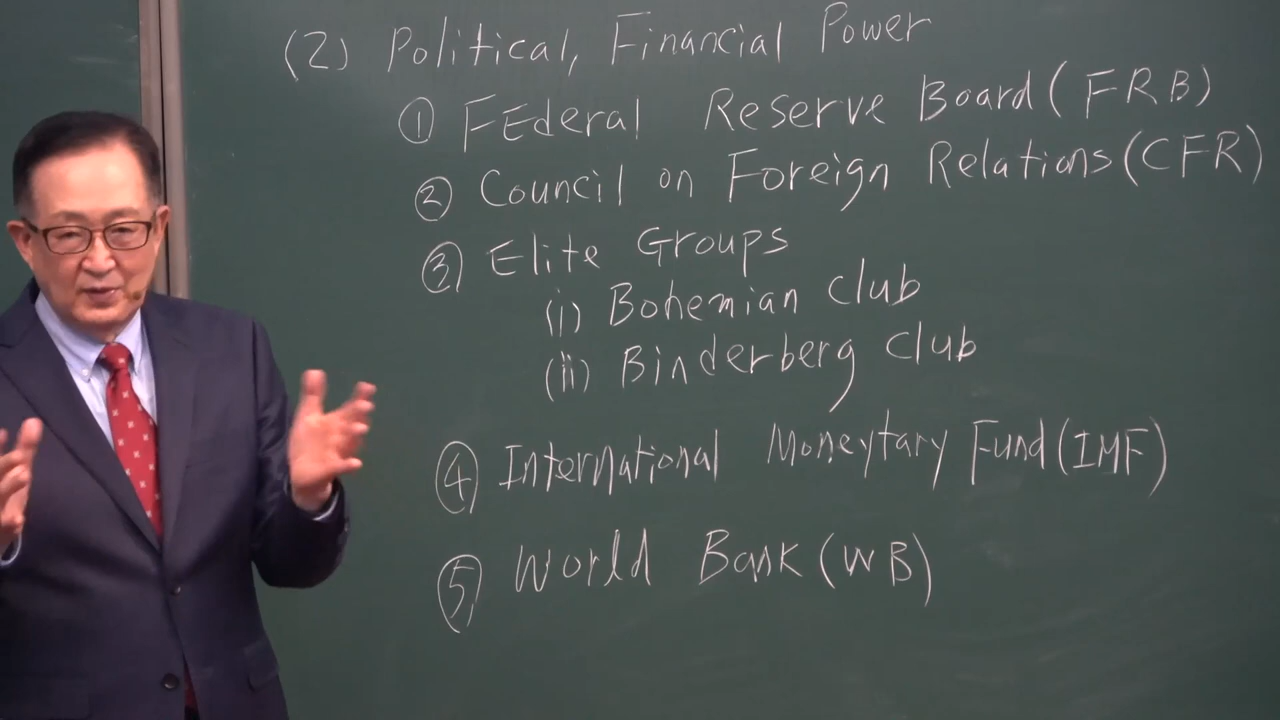 (2) Political, Financial Power
① FEderal Reserve Board (FRB)
② Council on Foreign Relations (CFR)
③ Elite Groups
(i) Bohemian club
(ii) Binderberg club
④ International Moneytary Fund (IMF)
⑤ World Bank (WB)